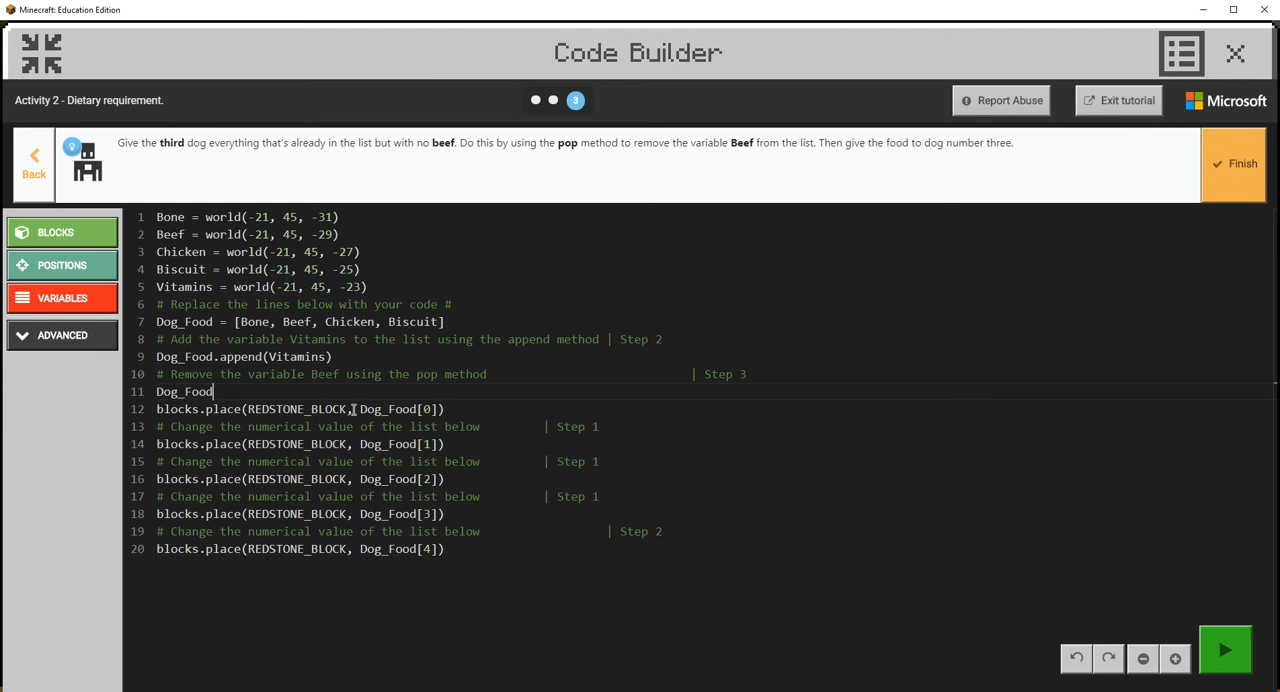 Minecraft: Education Edition
Code Builder
Activity 2 - Dietary requirement.
3
Report Abuse
Exit tutorial
Microsoft
Back
Give the third dog everything that's already in the list but with no beef. Do this by using the pop method to remove the variable Beef from the list. Then give the food to dog number three.
Finish
BLOCKS
POSITIONS
VARIABLES
ADVANCED
1 Bone = world(-21, 45, -31)
2 Beef = world(-21, 45, -29)
3 Chicken = world(-21, 45, -27)
4 Biscuit = world(-21, 45, -25)
5 Vitamins = world(-21, 45, -23)
6 # Replace the lines below with your code #
7 Dog_Food = [Bone, Beef, Chicken, Biscuit]
8 # Add the variable Vitamins to the list using the append method | Step 2
9 Dog_Food.append(Vitamins)
10 # Remove the variable Beef using the pop method | Step 3
11 Dog_Food
12 blocks.place(REDSTONE_BLOCK, Dog_Food[0])
13 # Change the numerical value of the list below | Step 1
14 blocks.place(REDSTONE_BLOCK, Dog_Food[1])
15 # Change the numerical value of the list below | Step 1
16 blocks.place(REDSTONE_BLOCK, Dog_Food[2])
17 # Change the numerical value of the list below | Step 1
18 blocks.place(REDSTONE_BLOCK, Dog_Food[3])
19 # Change the numerical value of the list below | Step 2
20 blocks.place(REDSTONE_BLOCK, Dog_Food[4])